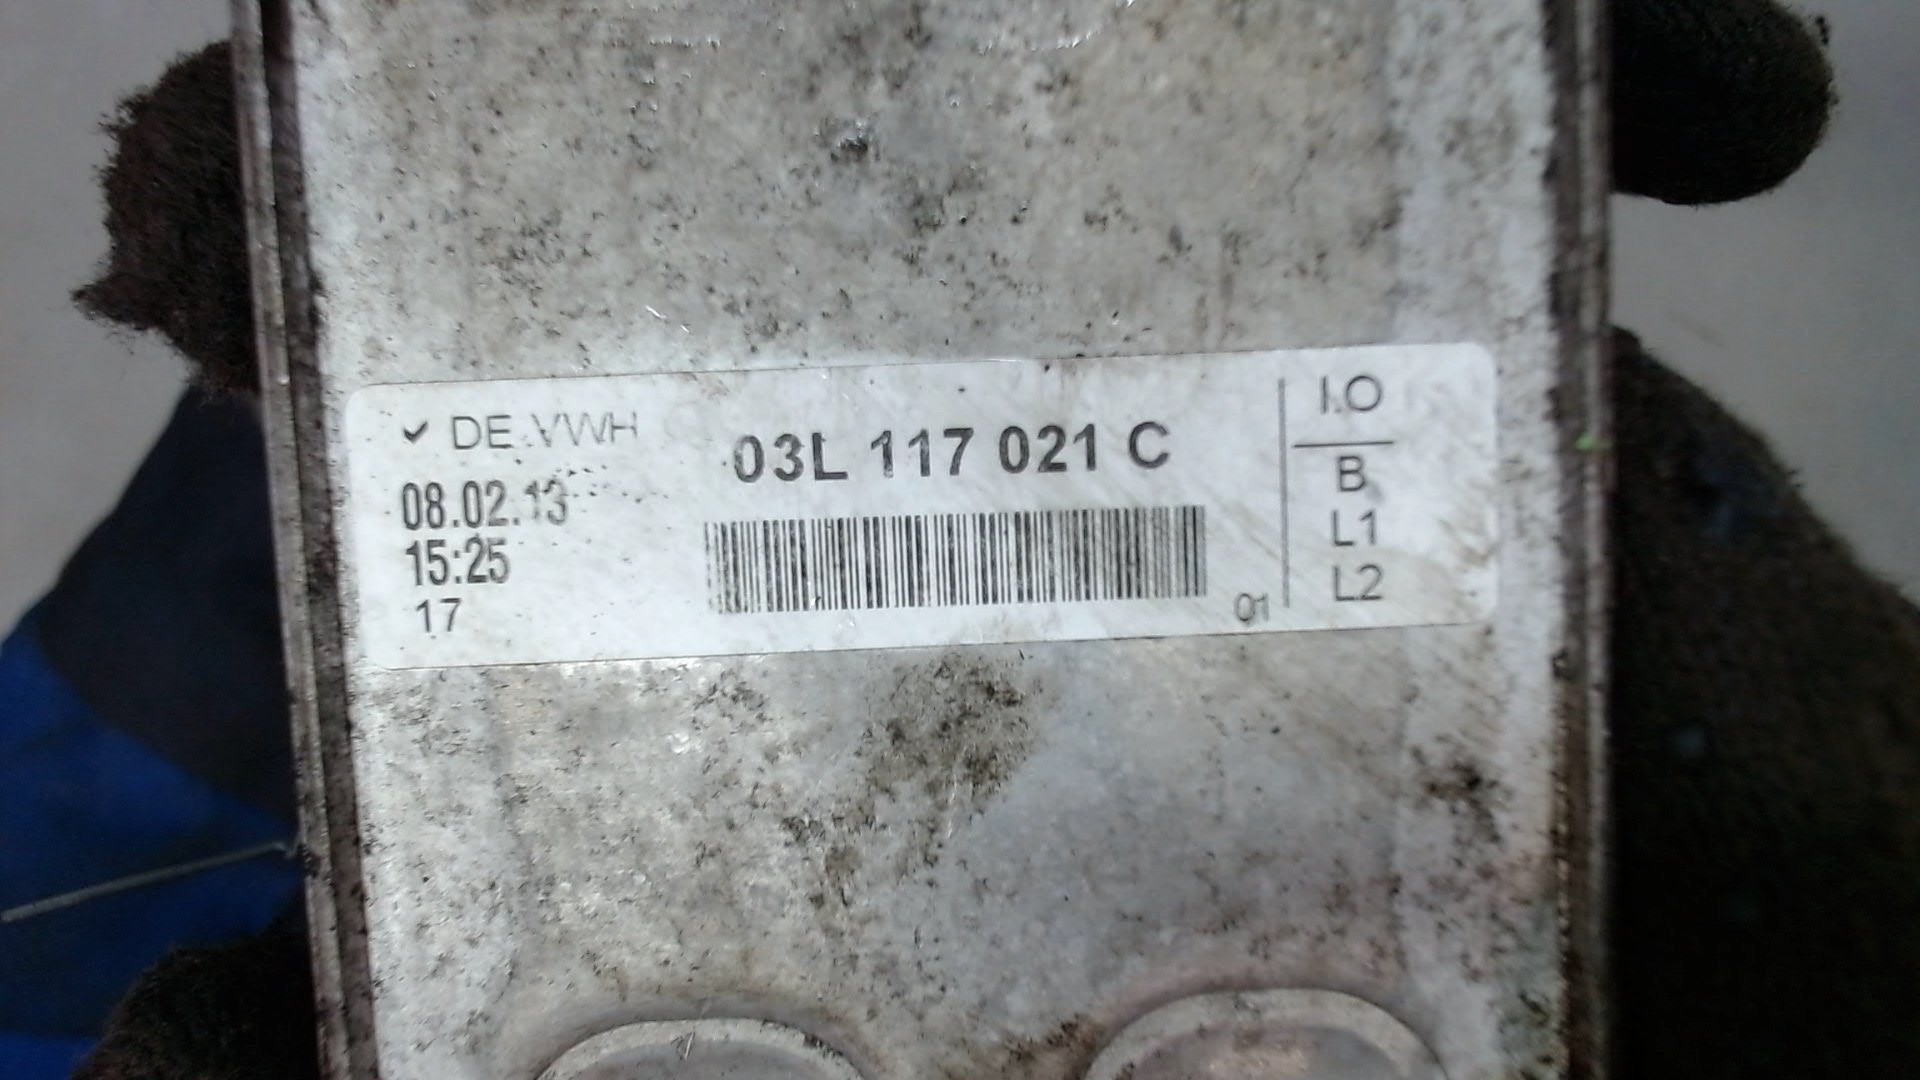 ✓ DE.VWH
08.02.13
15:25
17
03L 117 021 C
01
I.O
B
L1
L2